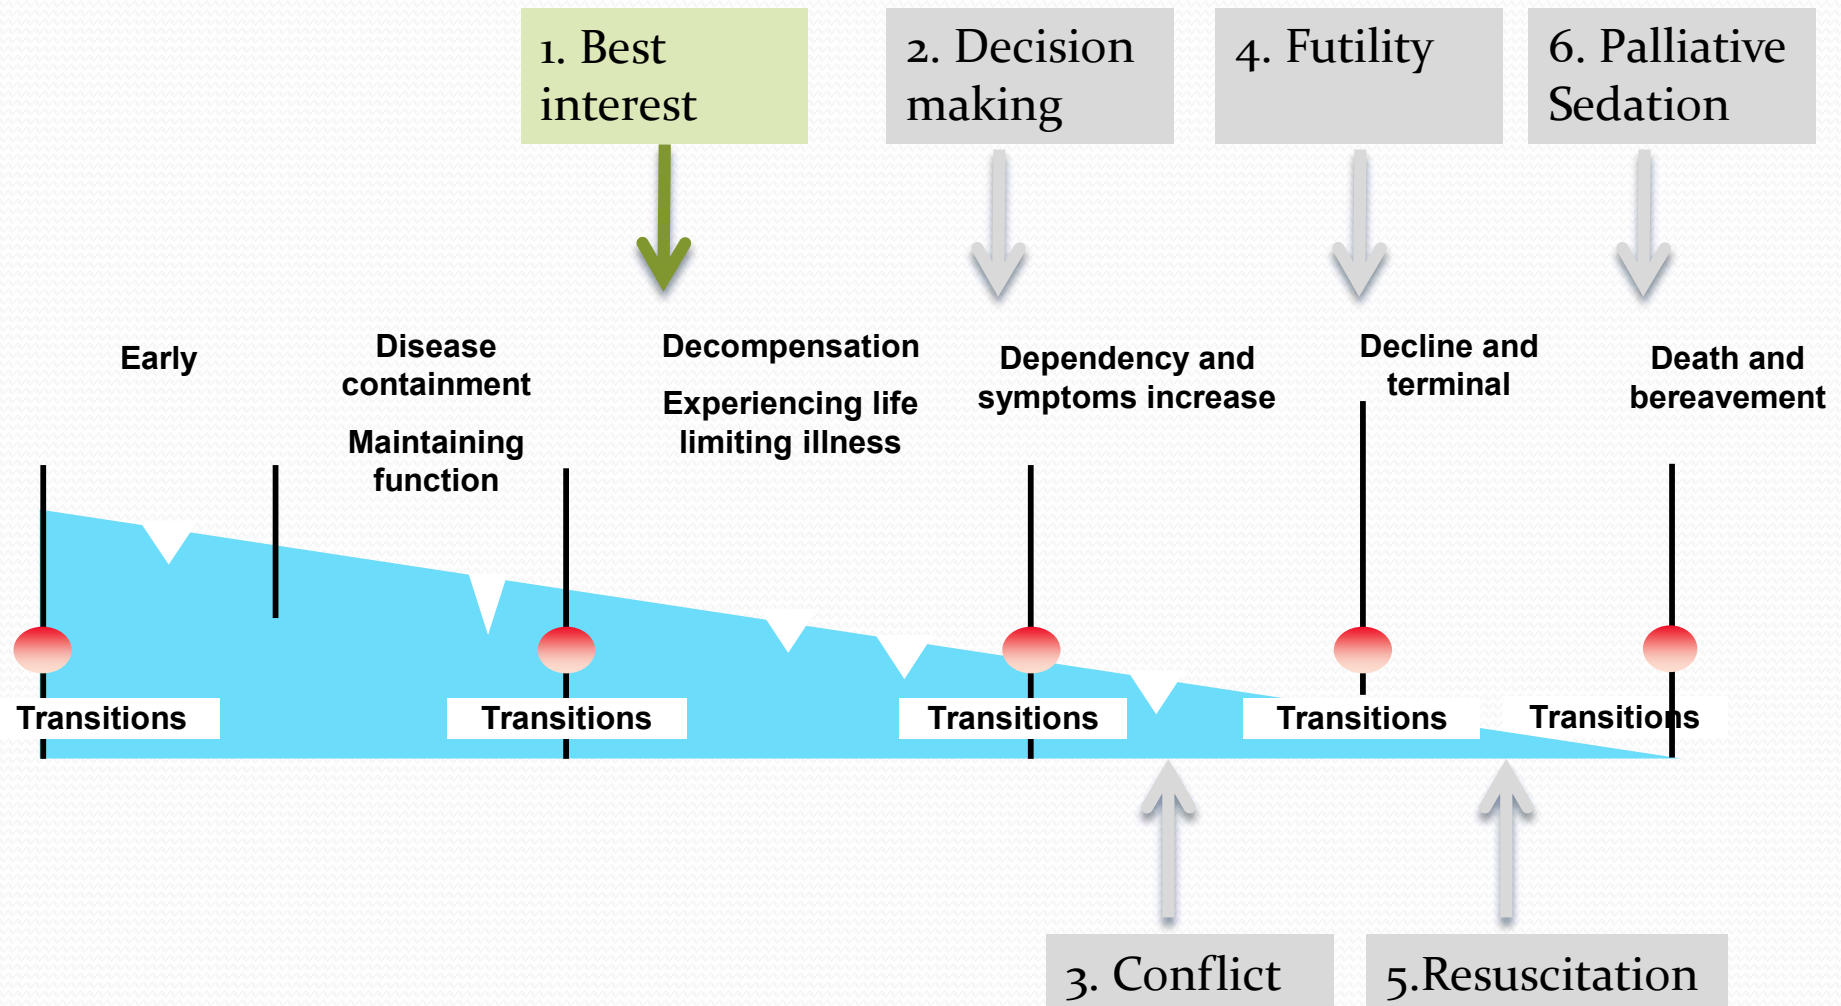 1. Best
interest
2. Decision
making
4. Futility
6. Palliative
Sedation
Early
Disease
containment
Maintaining
function
Decompensation
Experiencing life
limiting illness
Dependency and
symptoms increase
Decline and
terminal
Death and
bereavement
Transitions
Transitions
Transitions
Transitions
Transitions
3. Conflict
5.Resuscitation